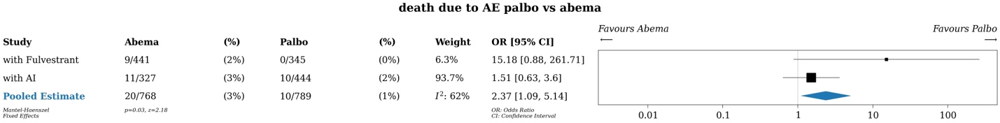 death due to AE palbo vs abema
Favours Abema Favours Palbo
← →
Study Abema (%) Palbo (%) Weight OR [95% CI]
with Fulvestrant 9/441 (2%) 0/345 (0%) 6.3% 15.18 [0.88, 261.71]
with AI 11/327 (3%) 10/444 (2%) 93.7% 1.51 [0.63, 3.6]
Pooled Estimate 20/768 (3%) 10/789 (1%) I²: 62% 2.37 [1.09, 5.14]
Mantel-Haenszel p=0.03, z=2.18 OR: Odds Ratio
Fixed Effects CI: Confidence Interval
0.01 0.1 1 10 100